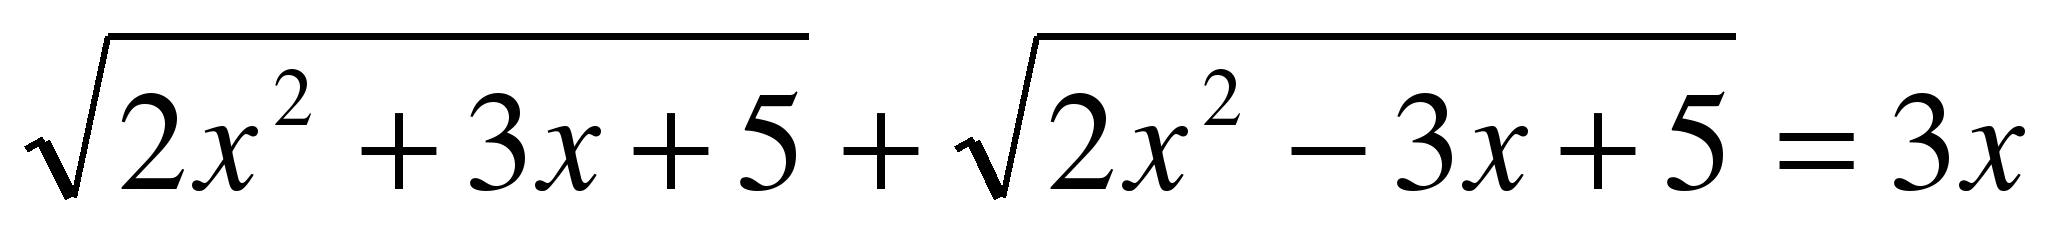 √(2x² + 3x + 5) + √(2x² − 3x + 5) = 3x